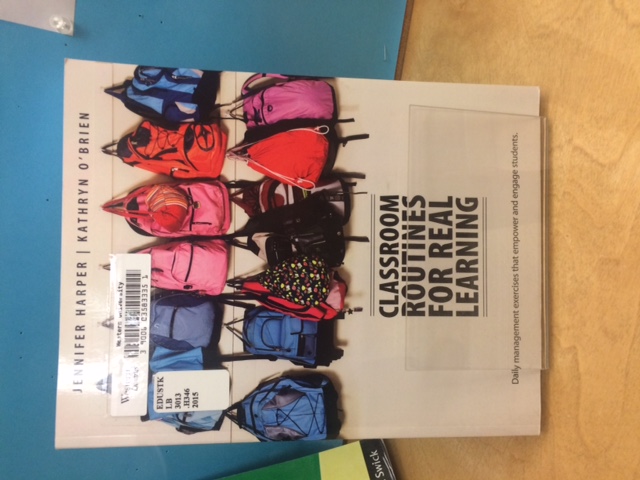 JENNIFER HARPER | KATHRYN O'BRIEN
Western University
3 9001 03583335 1
EDUSTK
LB
3013
.H346
2015
CLASSROOM
ROUTINES
FOR REAL
LEARNING
Daily management exercises that empower and engage students.
Swick